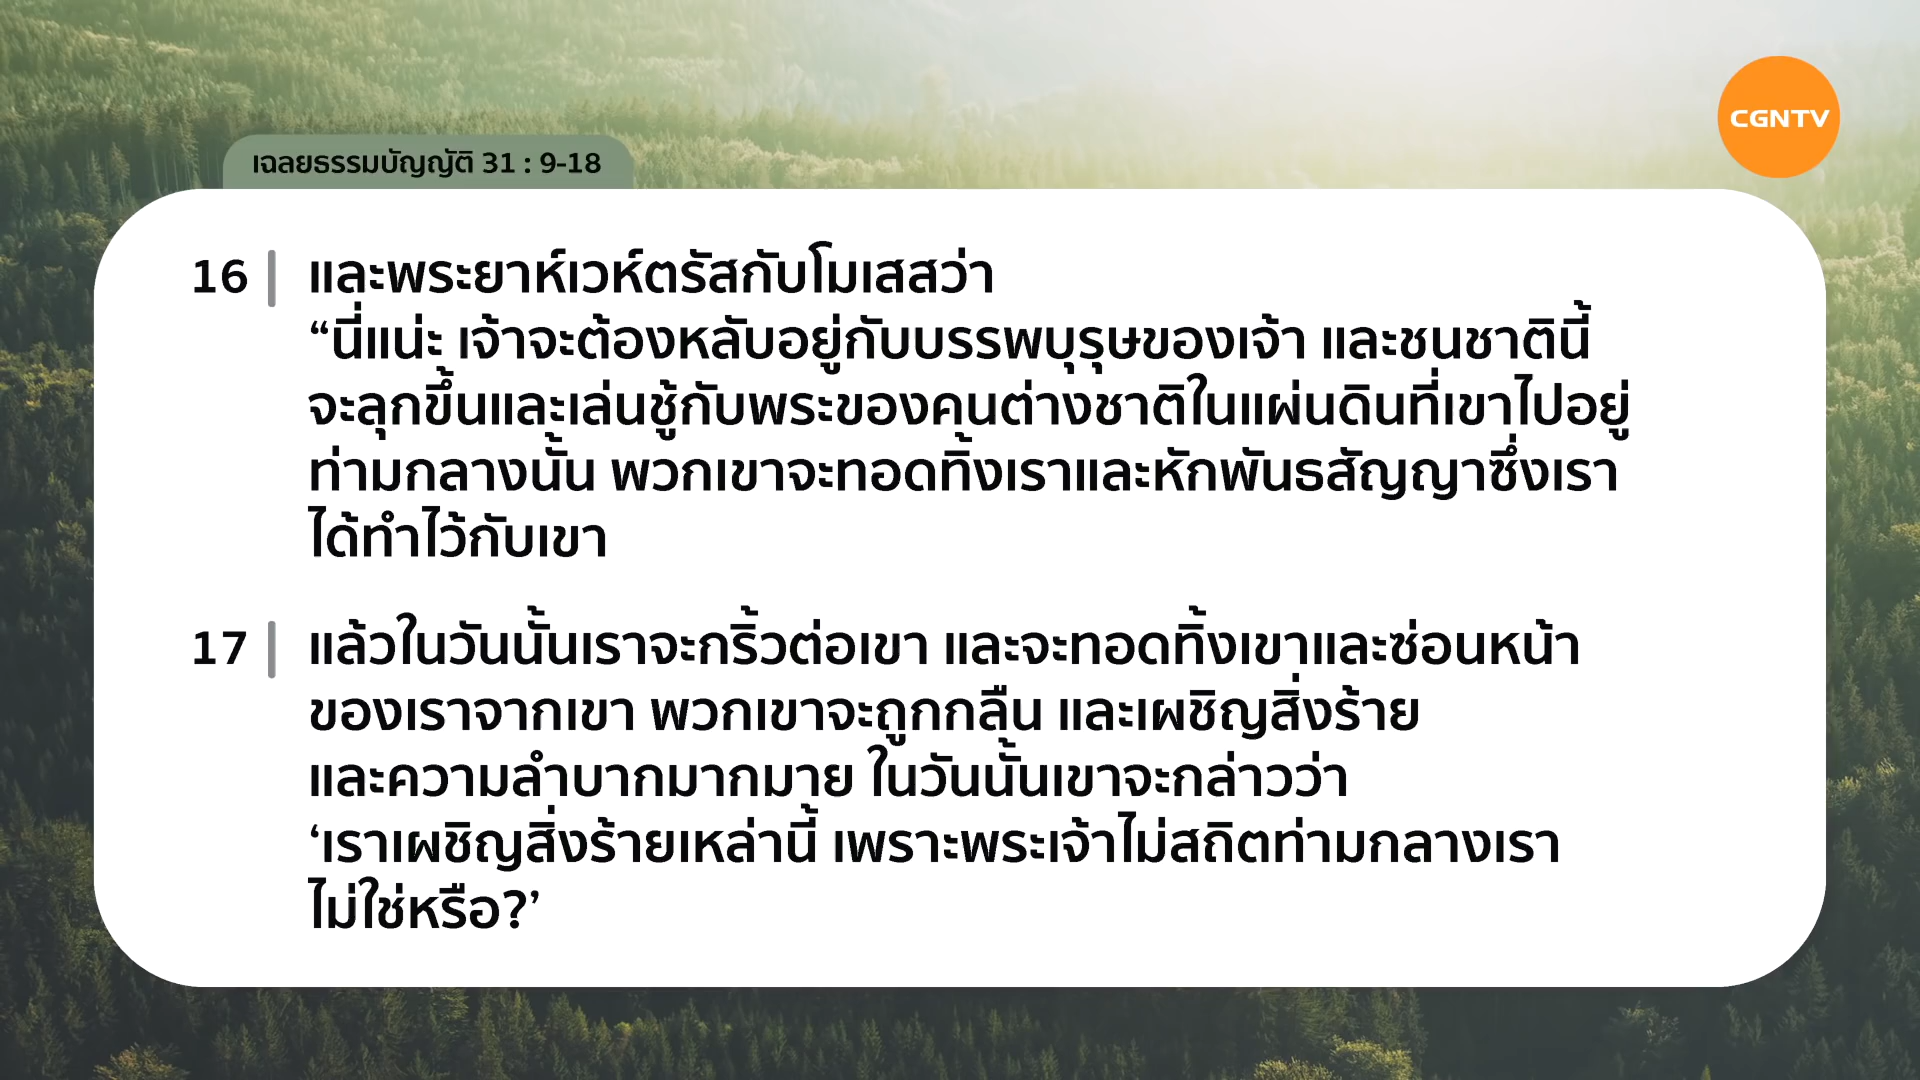 CGNTV
เฉลยธรรมบัญญัติ 31 : 9-18
16 และพระยาห์เวห์ตรัสกับโมเสสว่า
“นี่แน่ะ เจ้าจะต้องหลับอยู่กับบรรพบุรุษของเจ้า และชนชาตินี้
จะลุกขึ้นและเล่นชู้กับพระของคนต่างชาติในแผ่นดินที่เขาไปอยู่
ท่ามกลางนั้น พวกเขาจะทอดทิ้งเราและหักพันธสัญญาซึ่งเรา
ได้ทำไว้กับเขา
17 แล้วในวันนั้นเราจะกริ้วต่อเขา และจะทอดทิ้งเขาและซ่อนหน้า
ของเราจากเขา พวกเขาจะถูกกลืน และเผชิญสิ่งร้าย
และความลำบากมากมาย ในวันนั้นเขาจะกล่าวว่า
‘เราเผชิญสิ่งร้ายเหล่านี้ เพราะพระเจ้าไม่สถิตท่ามกลางเรา
ไม่ใช่หรือ?’